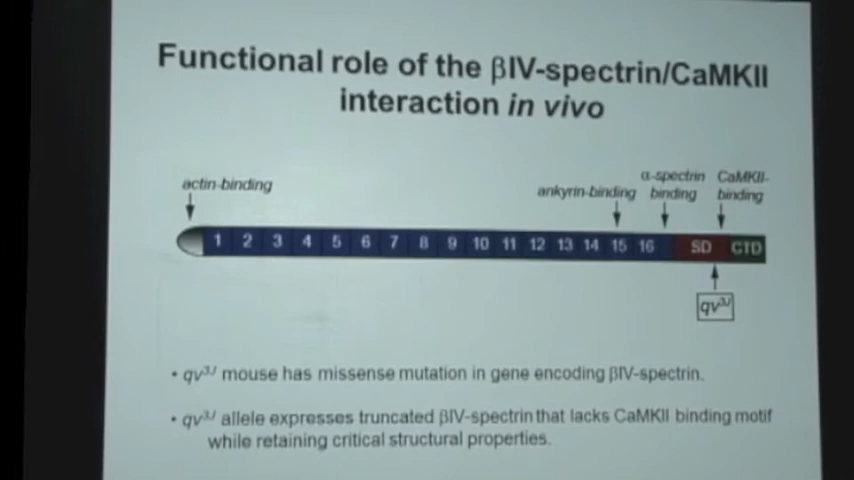 Functional role of the βIV-spectrin/CaMKII
interaction in vivo
actin-binding
ankyrin-binding
α-spectrin
binding
CaMKII-
binding
1 2 3 4 5 6 7 8 9 10 11 12 13 14 15 16 SD CTD
qv3J
• qv3J mouse has missense mutation in gene encoding βIV-spectrin.
• qv3J allele expresses truncated βIV-spectrin that lacks CaMKII binding motif
while retaining critical structural properties.